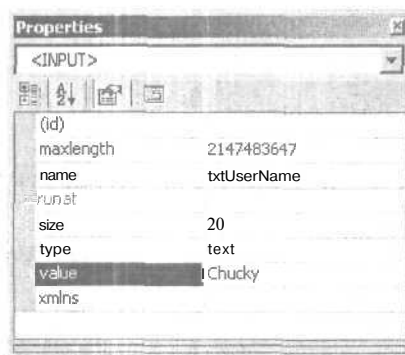 Properties
<INPUT>
(id)
maxlength 2147483647
name txtUserName
runat
size 20
type text
value Chucky
xmlns